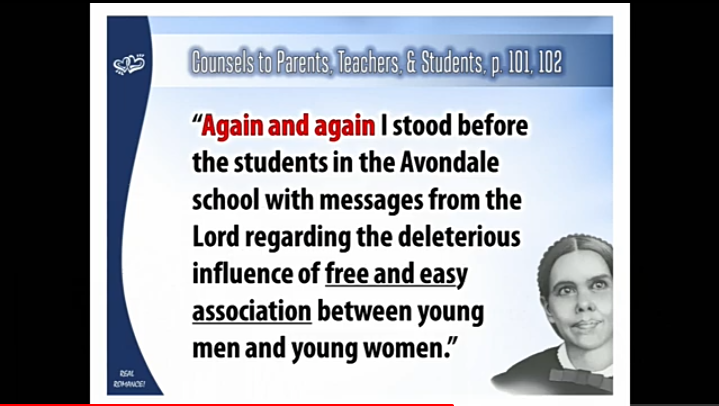 Counsels to Parents, Teachers, & Students, p. 101, 102
“Again and again I stood before
the students in the Avondale
school with messages from the
Lord regarding the deleterious
influence of free and easy
association between young
men and young women.”
REAL
ROMANCE!